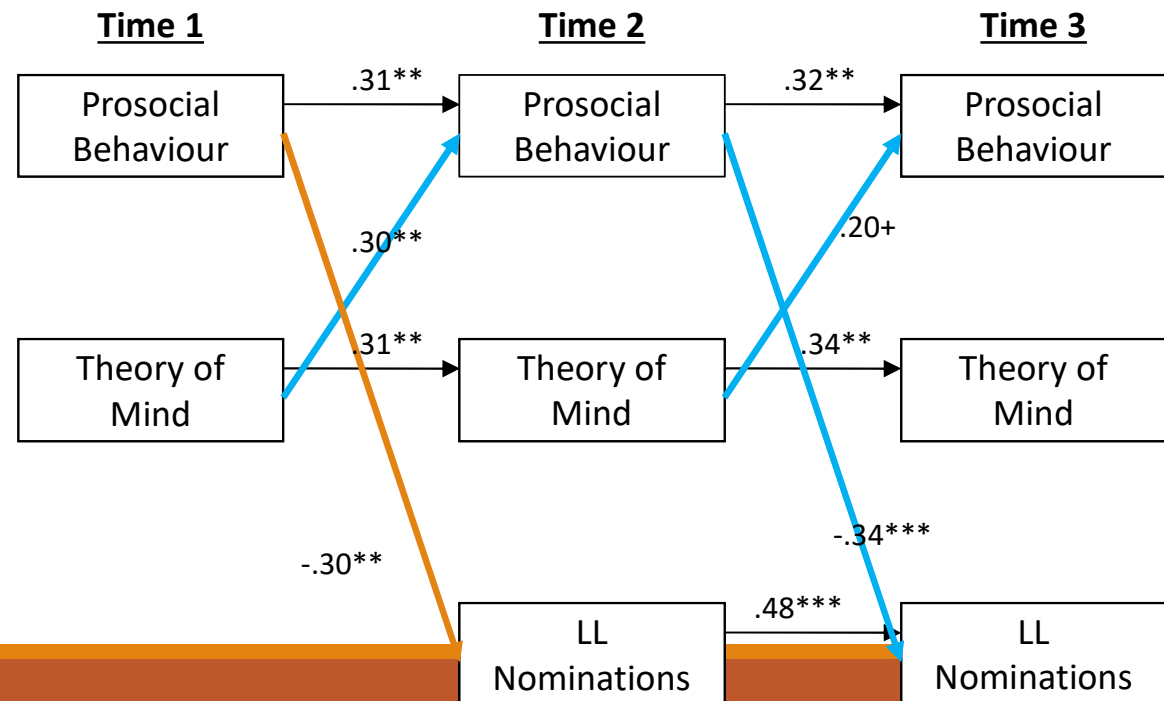 Time 1
Time 2
Time 3
Prosocial
Behaviour
.31**
Prosocial
Behaviour
.32**
Prosocial
Behaviour
.30**
.20+
Theory of
Mind
.31**
Theory of
Mind
.34**
Theory of
Mind
-.30**
-.34***
LL
Nominations
.48***
LL
Nominations